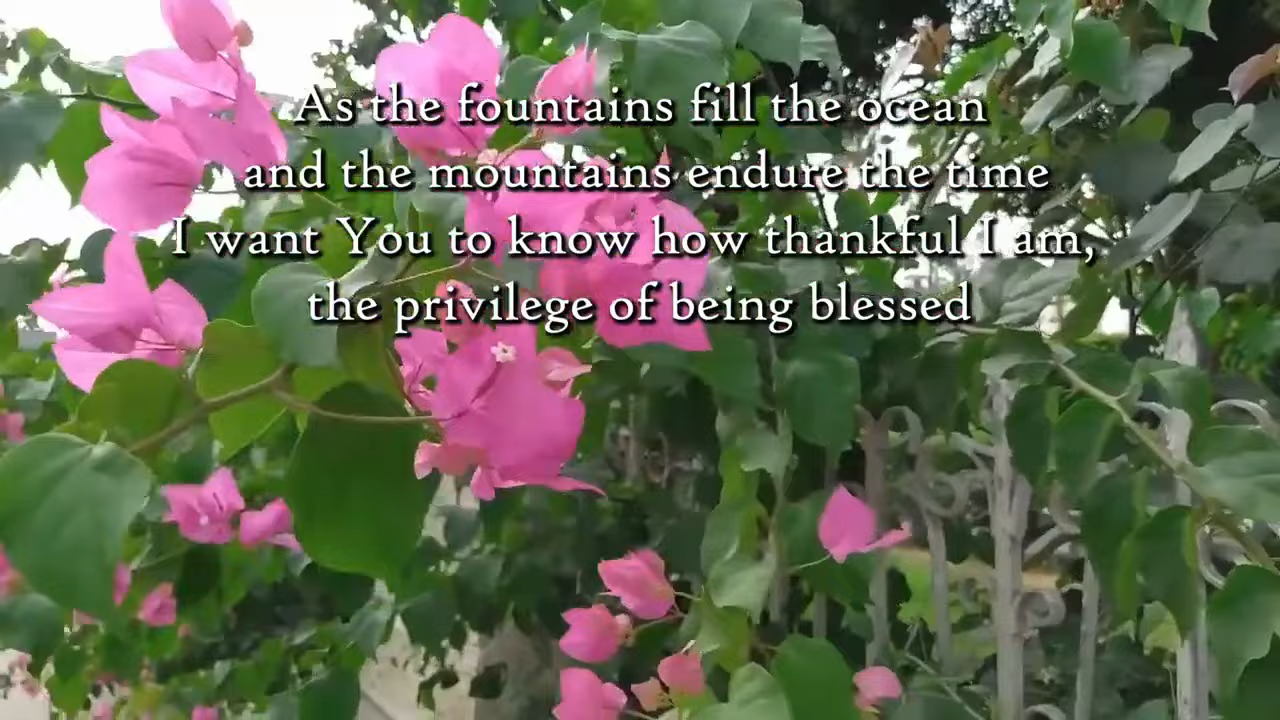 As the fountains fill the ocean
and the mountains endure the time
I want You to know how thankful I am,
the privilege of being blessed